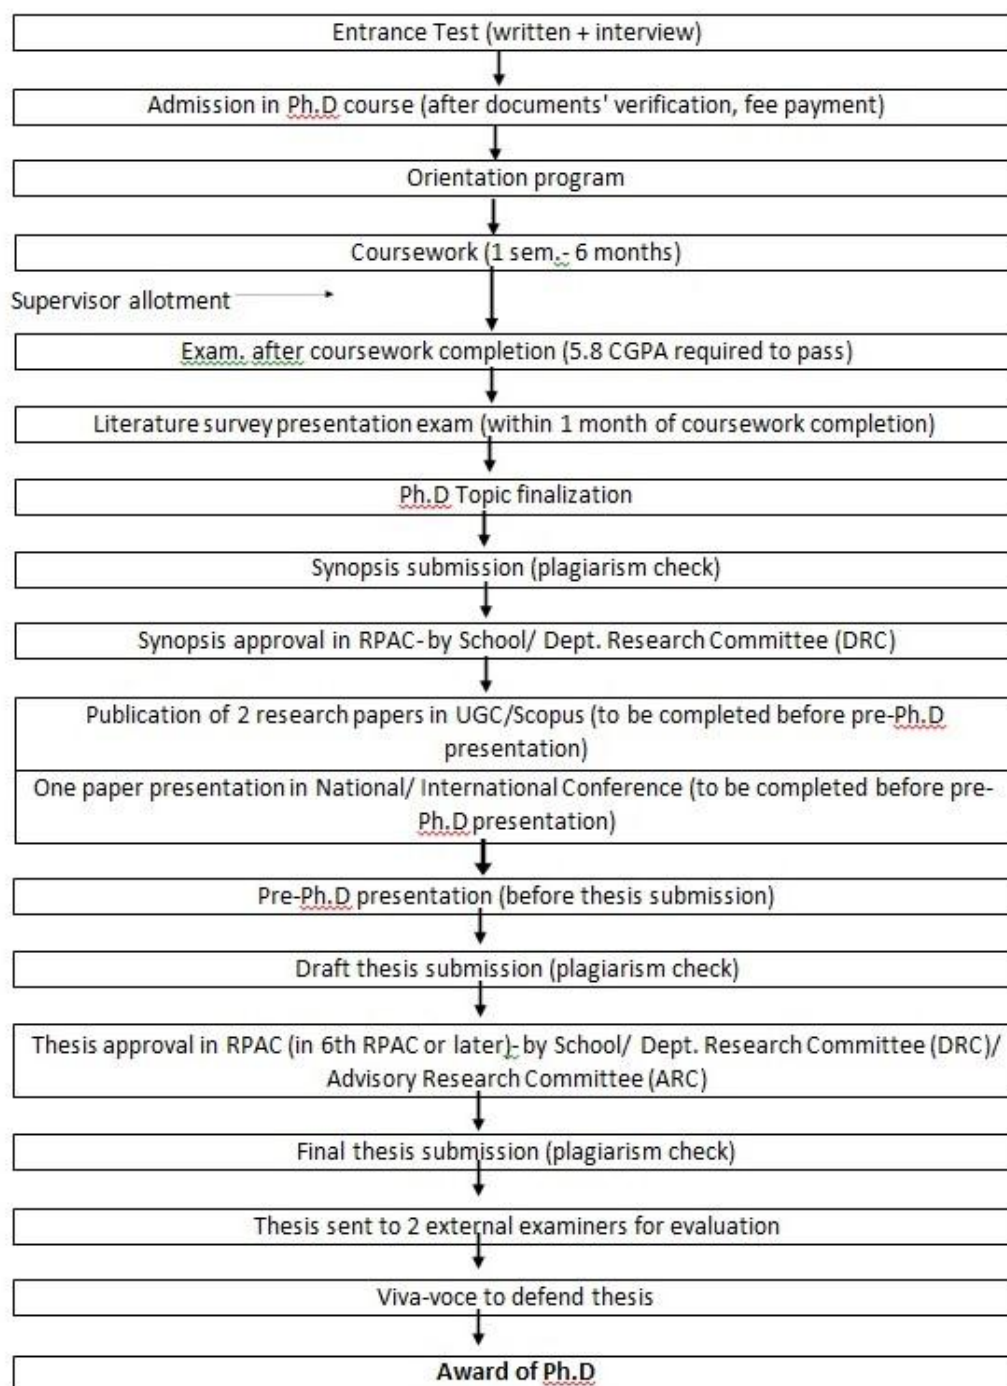 Entrance Test (written + interview)
Admission in Ph.D course (after documents' verification, fee payment)
Orientation program
Coursework (1 sem.- 6 months)
Supervisor allotment
Exam. after coursework completion (5.8 CGPA required to pass)
Literature survey presentation exam (within 1 month of coursework completion)
Ph.D Topic finalization
Synopsis submission (plagiarism check)
Synopsis approval in RPAC- by School/ Dept. Research Committee (DRC)
Publication of 2 research papers in UGC/Scopus (to be completed before pre-Ph.D
presentation)
One paper presentation in National/ International Conference (to be completed before pre-
Ph.D presentation)
Pre-Ph.D presentation (before thesis submission)
Draft thesis submission (plagiarism check)
Thesis approval in RPAC (in 6th RPAC or later)- by School/ Dept. Research Committee (DRC)/
Advisory Research Committee (ARC)
Final thesis submission (plagiarism check)
Thesis sent to 2 external examiners for evaluation
Viva-voce to defend thesis
Award of Ph.D